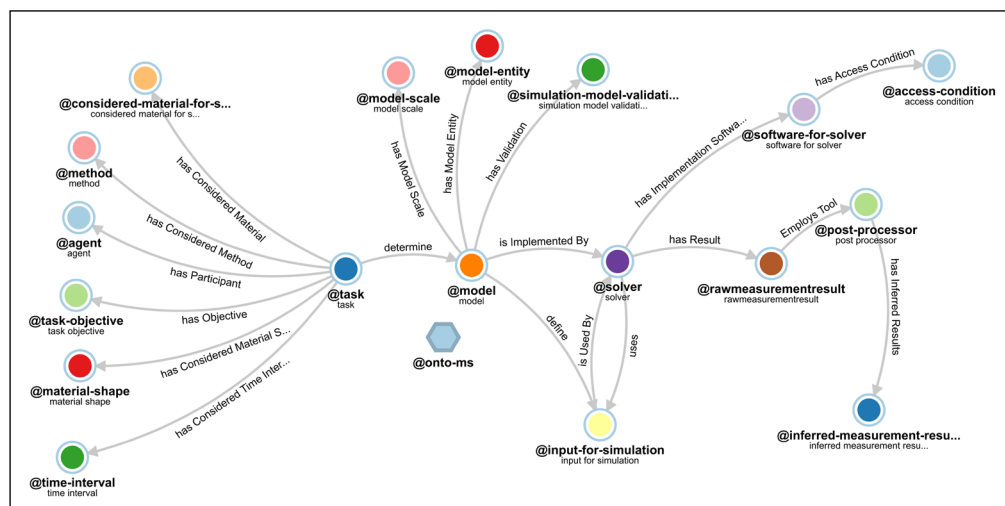 @considered-material-for-s...
considered material for s...
@method
method
@agent
agent
@task-objective
task objective
@material-shape
material shape
@time-interval
time interval
has Considered Material
has Considered Method
has Participant
has Objective
has Considered Material S...
has Considered Time Inter...
@task
task
determine
@model-scale
model scale
@model-entity
model entity
@simulation-model-validati...
simulation model validati...
has Model Scale
has Model Entity
has Validation
@model
model
@onto-ms
is Implemented By
define
is Used By
uses
@solver
solver
@input-for-simulation
input for simulation
has Implementation Softwa...
has Result
@software-for-solver
software for solver
has Access Condition
@access-condition
access condition
@rawmeasurementresult
rawmeasurementresult
Employs Tool
@post-processor
post processor
has Inferred Results
@inferred-measurement-resu...
inferred measurement resu...